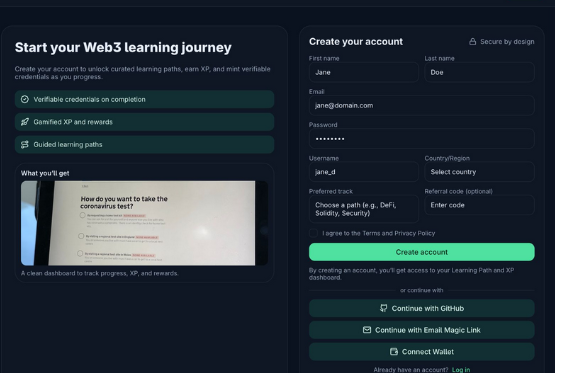 Start your Web3 learning journey
Create your account to unlock curated learning paths, earn XP, and mint verifiable
credentials as you progress.
Verifiable credentials on completion
Gamified XP and rewards
Guided learning paths
What you'll get
How do you want to take the
coronavirus test?
A clean dashboard to track progress, XP, and rewards.
Create your account
Secure by design
First name
Last name
Jane
Doe
Email
jane@domain.com
Password
••••••••
Username
Country/Region
jane_d
Select country
Preferred track
Referral code (optional)
Choose a path (e.g., DeFi,
Solidity, Security)
Enter code
I agree to the Terms and Privacy Policy
Create account
By creating an account, you'll get access to your Learning Path and XP
dashboard.
or continue with
Continue with GitHub
Continue with Email Magic Link
Connect Wallet
Already have an account? Log in